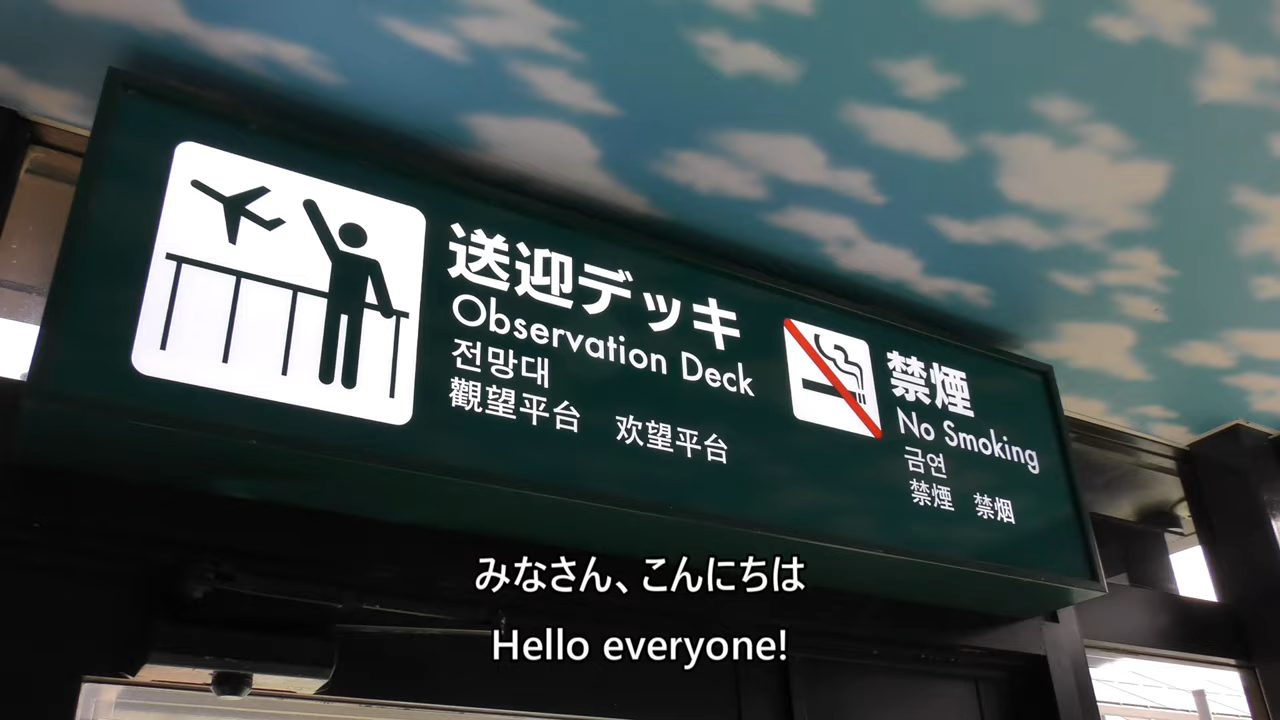 送迎デッキ
Observation Deck
전망대
觀望平台 欢望平台
禁煙
No Smoking
금연
禁煙 禁烟
みなさん、こんにちは
Hello everyone!